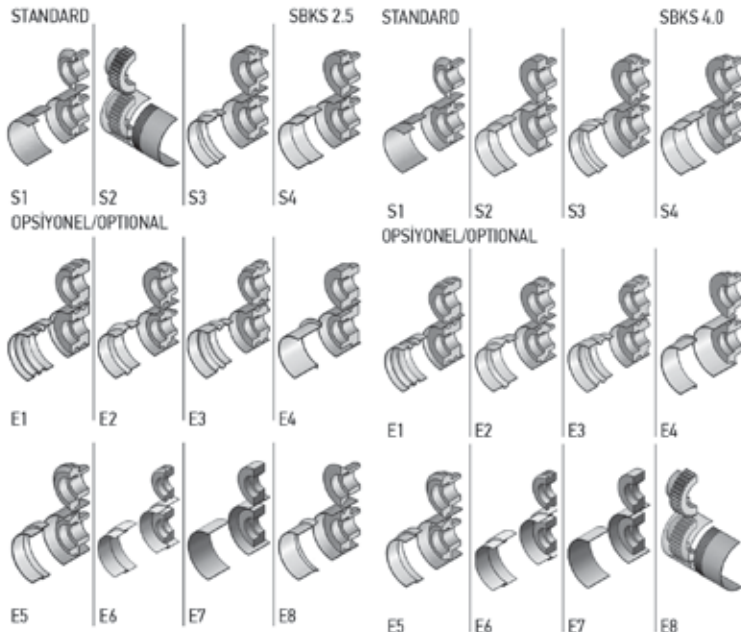 STANDARD SBKS 2.5
S1 S2 S3 S4
OPSİYONEL/OPTIONAL
E1 E2 E3 E4
E5 E6 E7 E8
STANDARD SBKS 4.0
S1 S2 S3 S4
OPSİYONEL/OPTIONAL
E1 E2 E3 E4
E5 E6 E7 E8